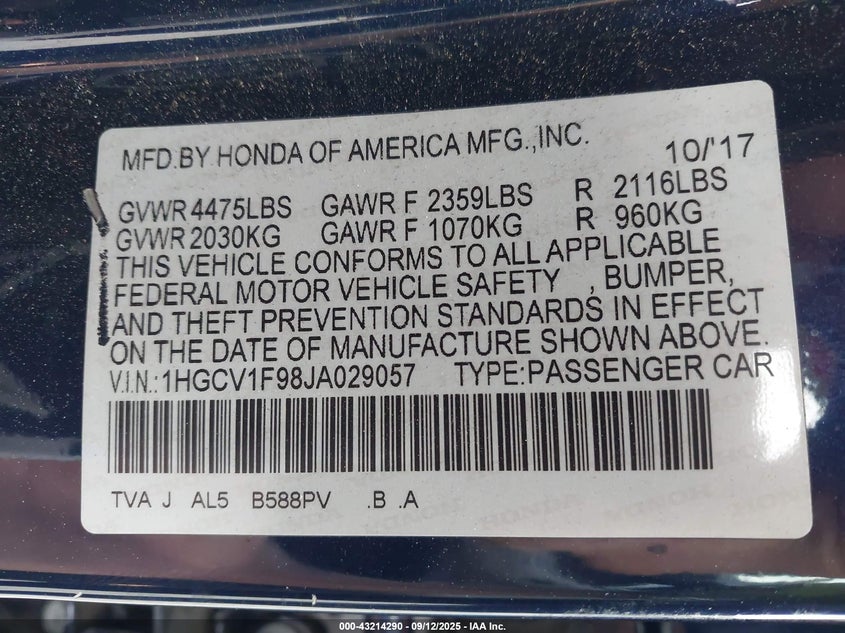 MFD.BY HONDA OF AMERICA MFG.,INC. 10/'17
GVWR 4475LBS GAWR F 2359LBS R 2116LBS
GVWR 2030KG GAWR F 1070KG R 960KG
THIS VEHICLE CONFORMS TO ALL APPLICABLE
FEDERAL MOTOR VEHICLE SAFETY , BUMPER,
AND THEFT PREVENTION STANDARDS IN EFFECT
ON THE DATE OF MANUFACTURE SHOWN ABOVE.
V.I.N.:1HGCV1F98JA029057 TYPE:PASSENGER CAR
TVA J AL5 B588PV .B .A
HONDA HONDA
000-43214290 - 09/12/2025 - IAA Inc.